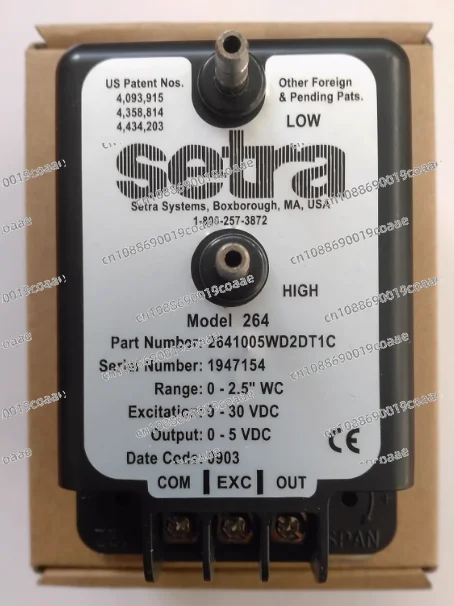 US Patent Nos.
4,093,915
4,358,814
4,434,203
Other Foreign
& Pending Pats.
LOW
setra
Setra Systems, Boxborough, MA, USA
1-800-257-3872
HIGH
Model 264
Part Number: 2641005WD2DT1C
Serial Number: 1947154
Range: 0 - 2.5" WC
Excitation: 9 - 30 VDC
Output: 0 - 5 VDC
CE
Date Code: 0903
COM EXC OUT
SPAN
cn1088690019coaae